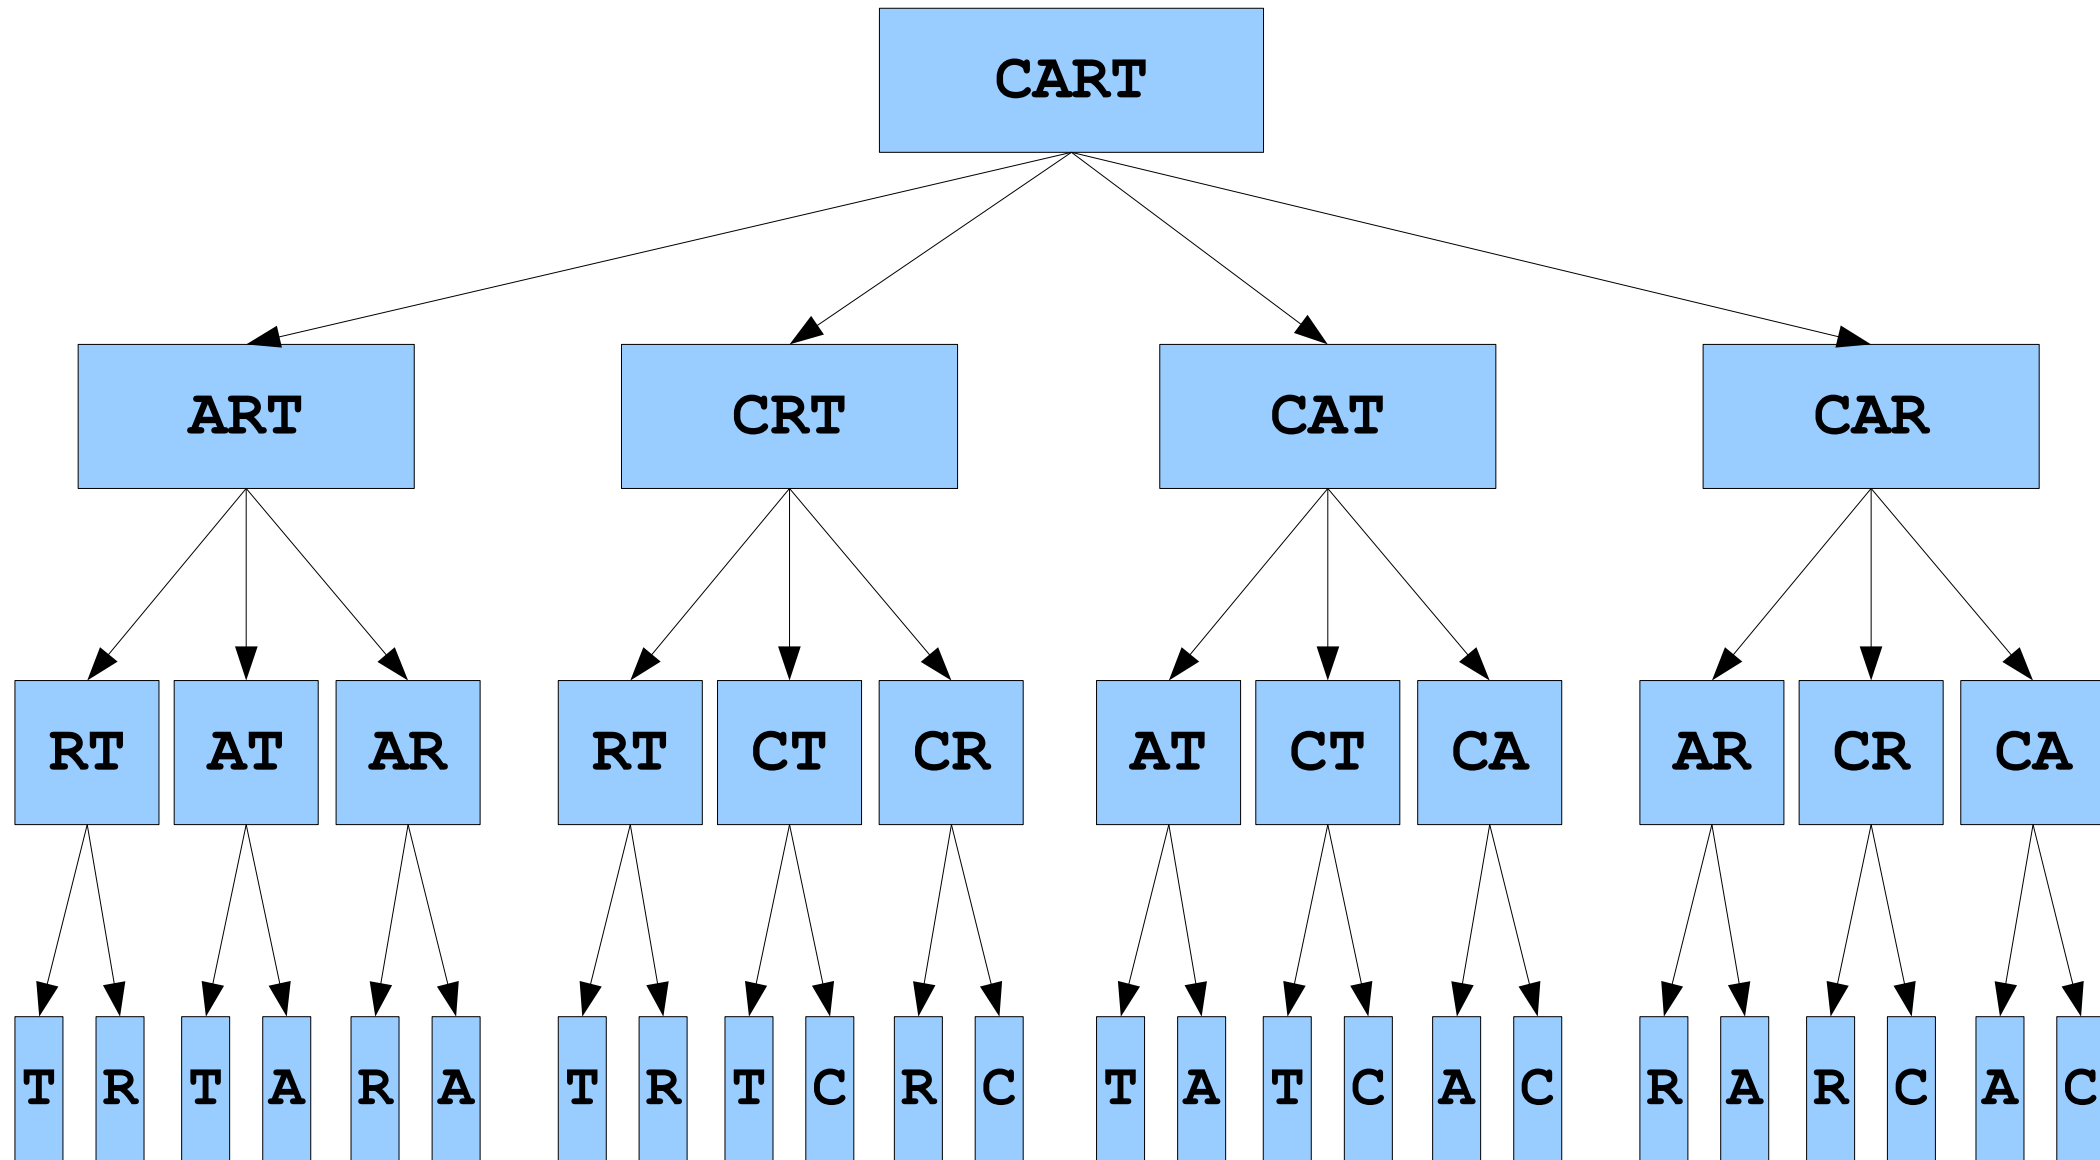 CART
ART CRT CAT CAR
RT AT AR RT CT CR AT CT CA AR CR CA
T R T A R A T R T C R C T A T C A C R A R C A C